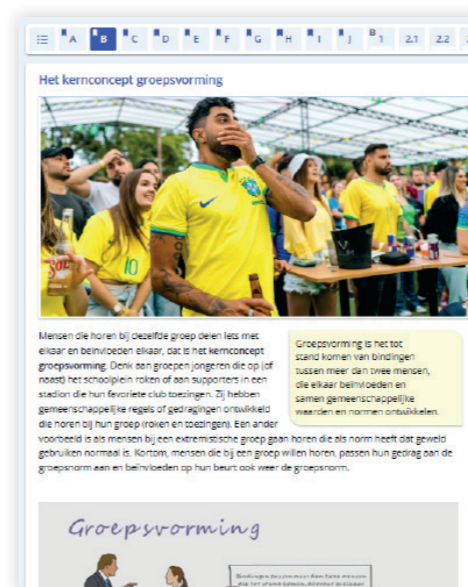 A B C D E F G H I J B 1 2.1 2.2
Het kernconcept groepsvorming
SOL
10
Mensen die horen bij dezelfde groep delen iets met
elkaar en beïnvloeden elkaar, dat is het kernconcept
groepsvorming. Denk aan groepen jongeren die op (of
naast) het schoolplein roken of aan supporters in een
stadion die hun favoriete club toezingen. Zij hebben
gemeenschappelijke regels of gedragingen ontwikkeld
die horen bij hun groep (roken en toezingen). Een ander
voorbeeld is als mensen bij een extremistische groep gaan horen die als norm heeft dat geweld
gebruiken normaal is. Kortom, mensen die bij een groep willen horen, passen hun gedrag aan de
groepsnorm aan en beïnvloeden op hun beurt ook weer de groepsnorm.
Groepsvorming is het tot
stand komen van bindingen
tussen meer dan twee mensen,
die elkaar beïnvloeden en
samen gemeenschappelijke
waarden en normen ontwikkelen.
Groepsvorming